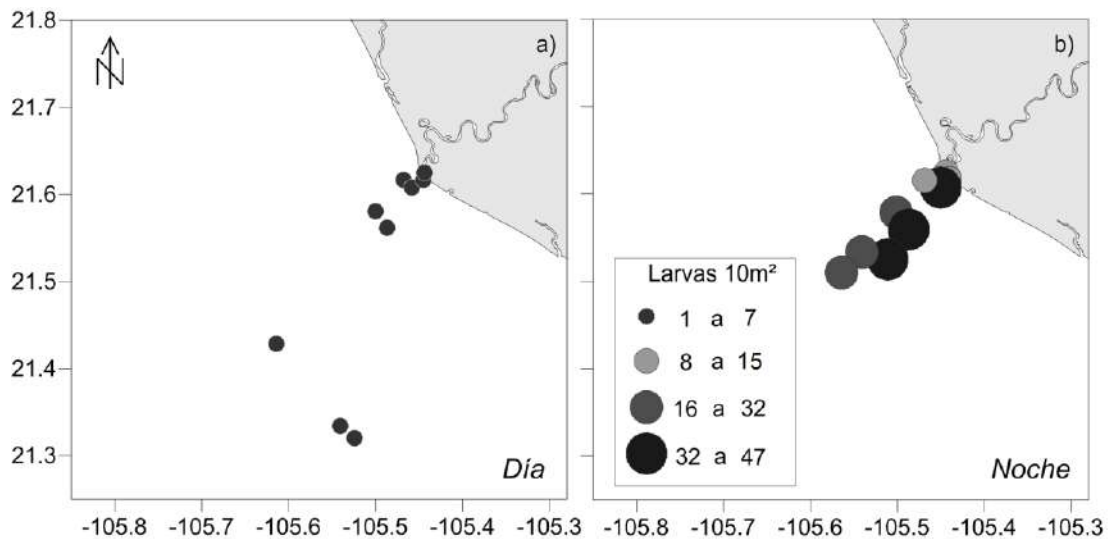 21.8
21.7
21.6
21.5
21.4
21.3
a)
N
Día
-105.8 -105.7 -105.6 -105.5 -105.4 -105.3
b)
Larvas 10m²
1 a 7
8 a 15
16 a 32
32 a 47
Noche
-105.8 -105.7 -105.6 -105.5 -105.4 -105.3